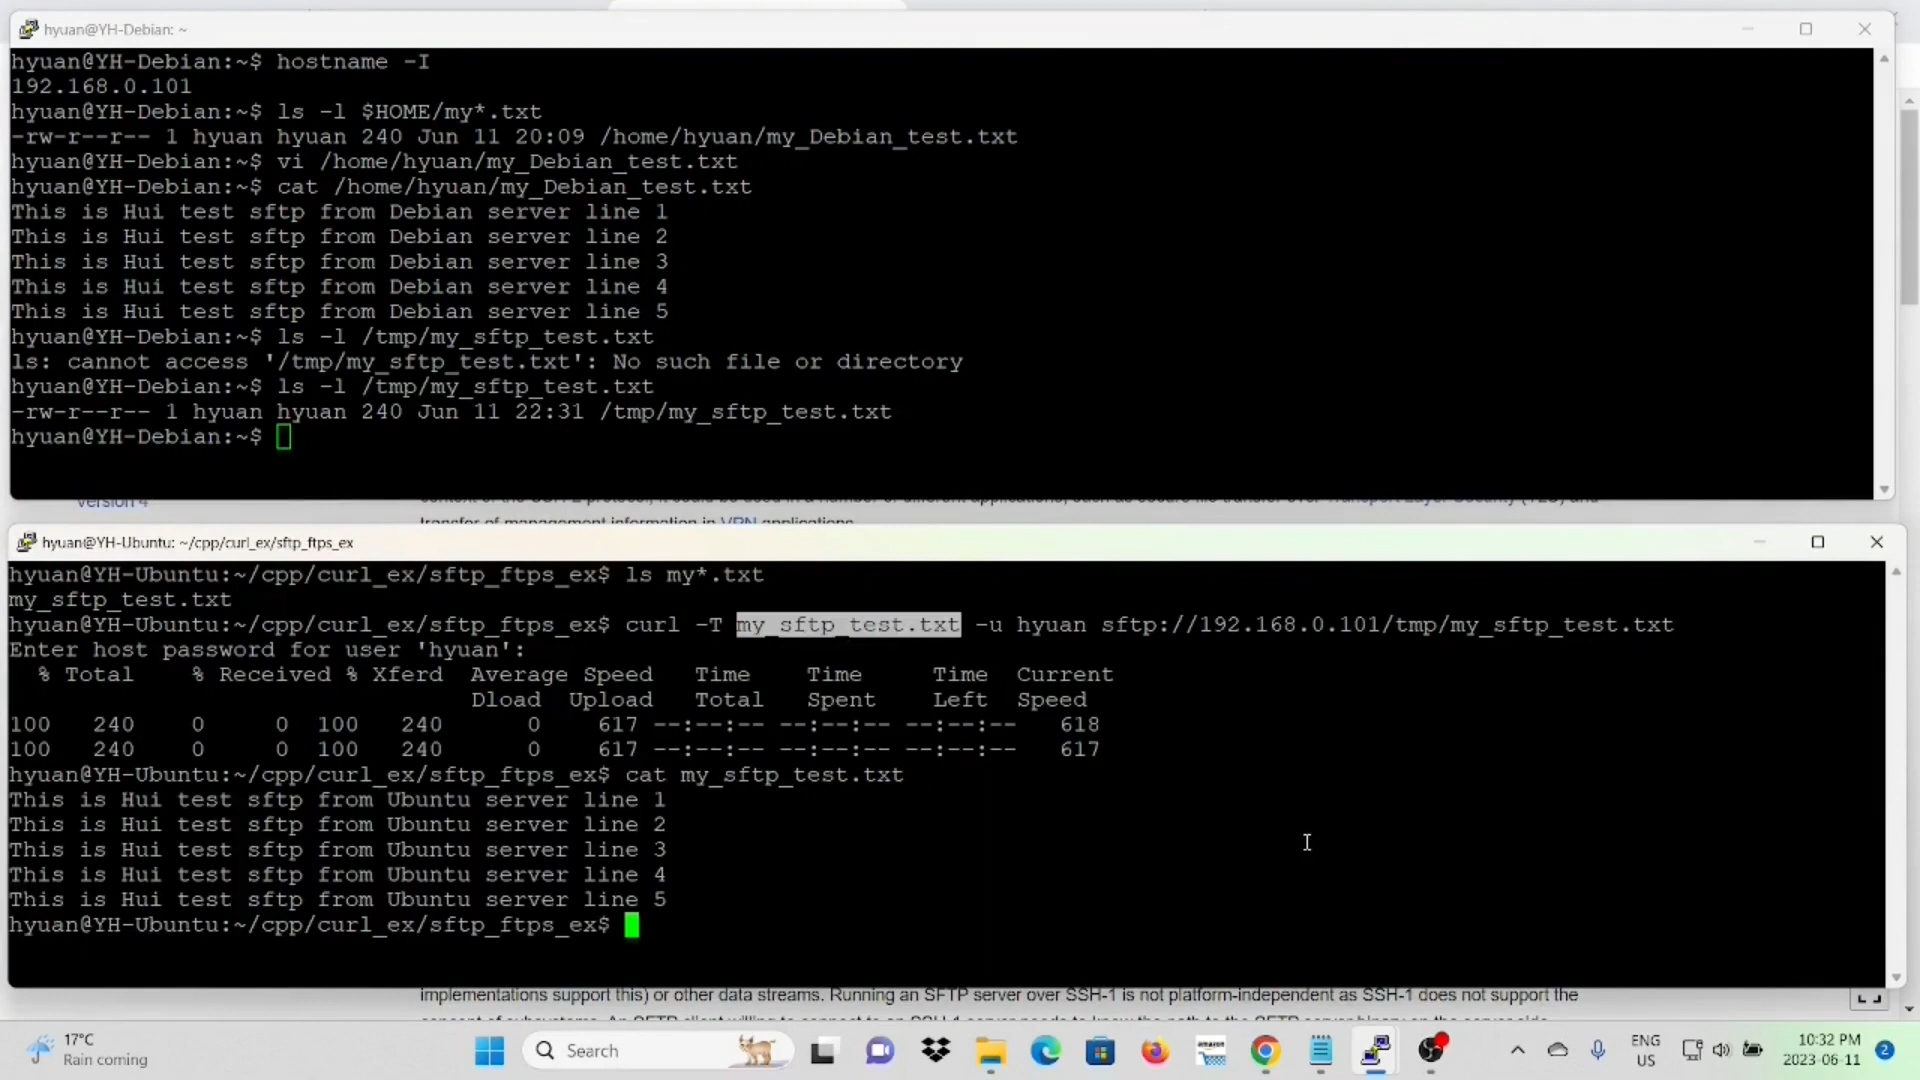 hyuan@YH-Debian: ~
hyuan@YH-Debian:~$ hostname -I
192.168.0.101
hyuan@YH-Debian:~$ ls -l $HOME/my*.txt
-rw-r--r-- 1 hyuan hyuan 240 Jun 11 20:09 /home/hyuan/my_Debian_test.txt
hyuan@YH-Debian:~$ vi /home/hyuan/my_Debian_test.txt
hyuan@YH-Debian:~$ cat /home/hyuan/my_Debian_test.txt
This is Hui test sftp from Debian server line 1
This is Hui test sftp from Debian server line 2
This is Hui test sftp from Debian server line 3
This is Hui test sftp from Debian server line 4
This is Hui test sftp from Debian server line 5
hyuan@YH-Debian:~$ ls -l /tmp/my_sftp_test.txt
ls: cannot access '/tmp/my_sftp_test.txt': No such file or directory
hyuan@YH-Debian:~$ ls -l /tmp/my_sftp_test.txt
-rw-r--r-- 1 hyuan hyuan 240 Jun 11 22:31 /tmp/my_sftp_test.txt
hyuan@YH-Debian:~$
version 4
transfer of management information in VPN applications
hyuan@YH-Ubuntu: ~/cpp/curl_ex/sftp_ftps_ex
hyuan@YH-Ubuntu:~/cpp/curl_ex/sftp_ftps_ex$ ls my*.txt
my_sftp_test.txt
hyuan@YH-Ubuntu:~/cpp/curl_ex/sftp_ftps_ex$ curl -T my_sftp_test.txt -u hyuan sftp://192.168.0.101/tmp/my_sftp_test.txt
Enter host password for user 'hyuan':
% Total % Received % Xferd Average Speed Time Time Time Current
Dload Upload Total Spent Left Speed
100 240 0 0 100 240 0 617 --:--:-- --:--:-- --:--:-- 618
100 240 0 0 100 240 0 617 --:--:-- --:--:-- --:--:-- 617
hyuan@YH-Ubuntu:~/cpp/curl_ex/sftp_ftps_ex$ cat my_sftp_test.txt
This is Hui test sftp from Ubuntu server line 1
This is Hui test sftp from Ubuntu server line 2
This is Hui test sftp from Ubuntu server line 3
This is Hui test sftp from Ubuntu server line 4
This is Hui test sftp from Ubuntu server line 5
hyuan@YH-Ubuntu:~/cpp/curl_ex/sftp_ftps_ex$
implementations support this) or other data streams. Running an SFTP server over SSH-1 is not platform-independent as SSH-1 does not support the
17°C
Rain coming
Search
amazon
ENG
US
10:32 PM
2023-06-11
2